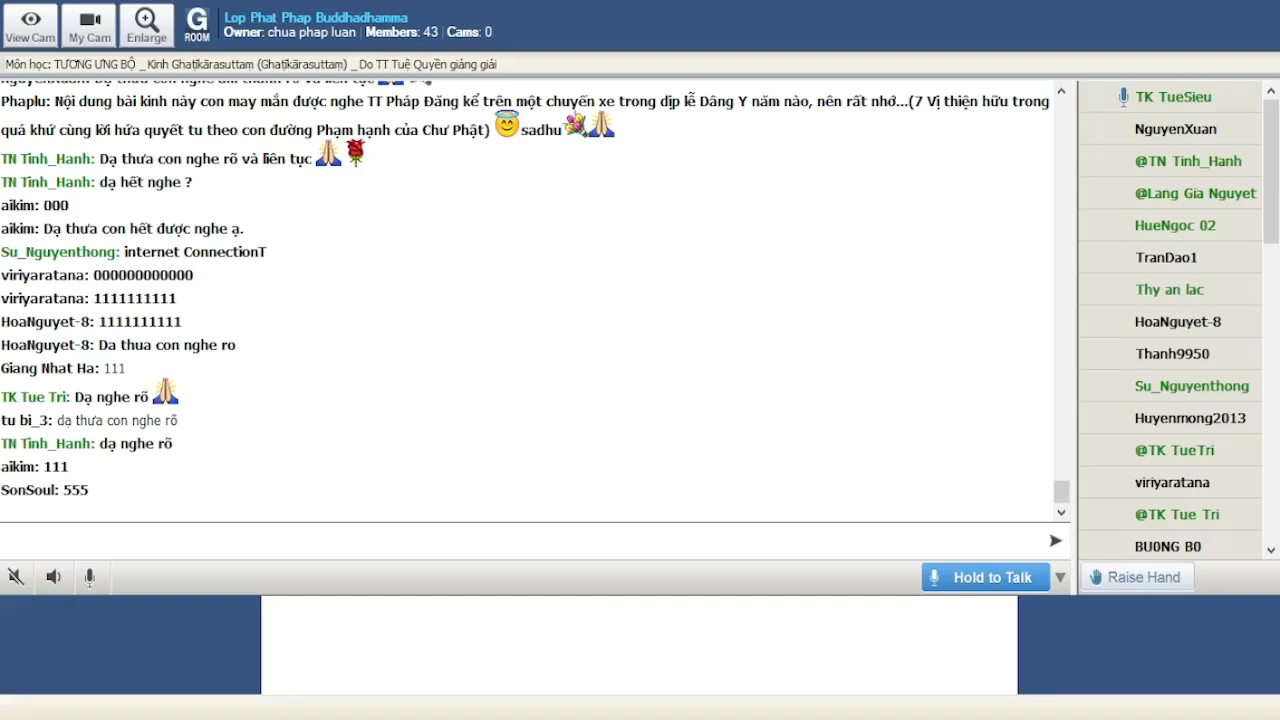 View Cam
My Cam
Enlarge
G
ROOM
Lop Phat Phap Buddhadhamma
Owner: chua phap luan | Members: 43 | Cams: 0
Môn học: TƯƠNG ƯNG BỘ _ Kinh Ghaṭīkārasuttaṃ (Ghaṭīkārasuttaṃ) _ Do TT Tuệ Quyền giảng giải
Phaplu: Nội dung bài kinh này con may mắn được nghe TT Pháp Đăng kể trên một chuyến xe trong dịp lễ Dâng Y năm nào, nên rất nhớ...(7 Vị thiện hữu trong
quá khứ cùng lời hứa quyết tu theo con đường Phạm hạnh của Chư Phật) sadhu
TN Tinh_Hanh: Dạ thưa con nghe rõ và liên tục
TN Tinh_Hanh: dạ hết nghe ?
aikim: 000
aikim: Dạ thưa con hết được nghe ạ.
Su_Nguyenthong: internet ConnectionT
viriyaratana: 000000000000
viriyaratana: 1111111111
HoaNguyet-8: 1111111111
HoaNguyet-8: Da thua con nghe ro
Giang Nhat Ha: 111
TK Tue Tri: Dạ nghe rõ
tu bi_3: dạ thưa con nghe rõ
TN Tinh_Hanh: dạ nghe rõ
aikim: 111
SonSoul: 555
Hold to Talk
TK TueSieu
NguyenXuan
@TN Tinh_Hanh
@Lang Gia Nguyet
HueNgoc 02
TranDao1
Thy an lac
HoaNguyet-8
Thanh9950
Su_Nguyenthong
Huyenmong2013
@TK TueTri
viriyaratana
@TK Tue Tri
BU0NG B0
Raise Hand